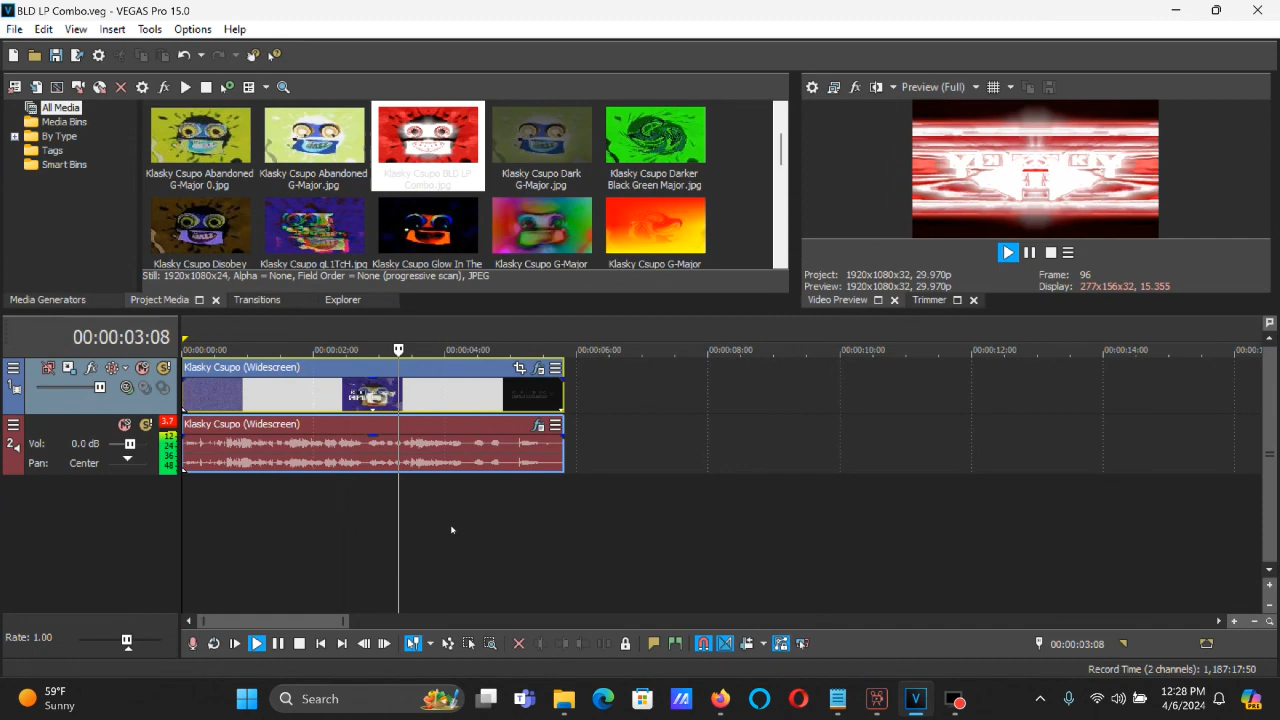 BLD LP Combo.veg - VEGAS Pro 15.0
File Edit View Insert Tools Options Help
Preview (Full)
All Media
Media Bins
By Type
Tags
Smart Bins
Klasky Csupo Abandoned G-Major 0.jpg
Klasky Csupo Abandoned G-Major.jpg
Klasky Csupo BLD LP Combo.jpg
Klasky Csupo Dark G-Major.jpg
Klasky Csupo Darker Black Green Major.jpg
Klasky Csupo Disobey
Klasky Csupo gL1TcH.jpg
Klasky Csupo Glow In The
Klasky Csupo G-Major
Klasky Csupo G-Major
Still: 1920x1080x24, Alpha = None, Field Order = None (progressive scan), JPEG
Media Generators
Project Media
Transitions
Explorer
Project: 1920x1080x32, 29.970p
Frame: 96
Preview: 1920x1080x32, 29.970p
Display: 277x156x32, 15.355
Video Preview
Trimmer
00:00:03:08
00:00:00:00
00:00:02:00
00:00:04:00
00:00:06:00
00:00:08:00
00:00:10:00
00:00:12:00
00:00:14:00
1
Klasky Csupo (Widescreen)
2
Klasky Csupo (Widescreen)
3.7
12
24
36
48
Vol: 0.0 dB
Pan: Center
Rate: 1.00
00:00:03:08
Record Time (2 channels): 1,187:17:50
59°F
Sunny
Search
12:28 PM
4/6/2024
PRE